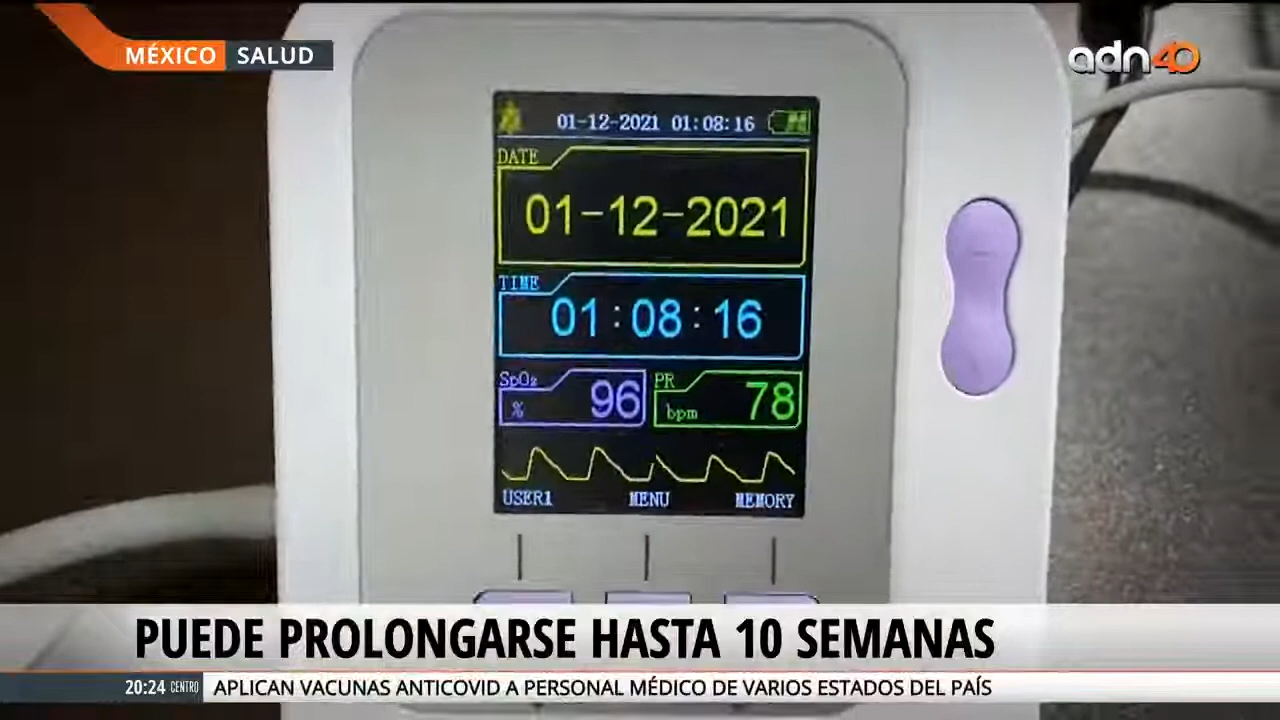 MÉXICO SALUD
adn40
01-12-2021 01:08:16
DATE
01-12-2021
TIME
01:08:16
SpO₂
%
96
PR
bpm
78
USER1 MENU MEMORY
PUEDE PROLONGARSE HASTA 10 SEMANAS
20:24 CENTRO APLICAN VACUNAS ANTICOVID A PERSONAL MÉDICO DE VARIOS ESTADOS DEL PAÍS